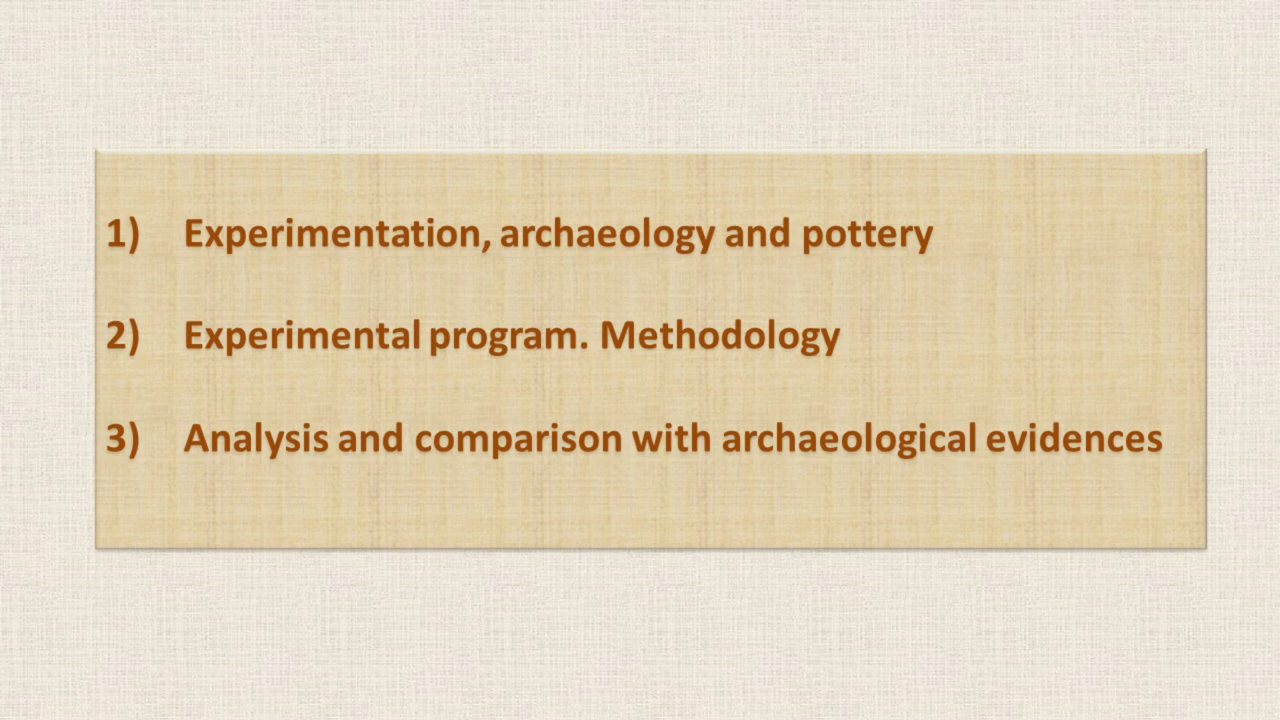 1) Experimentation, archaeology and pottery
2) Experimental program. Methodology
3) Analysis and comparison with archaeological evidences